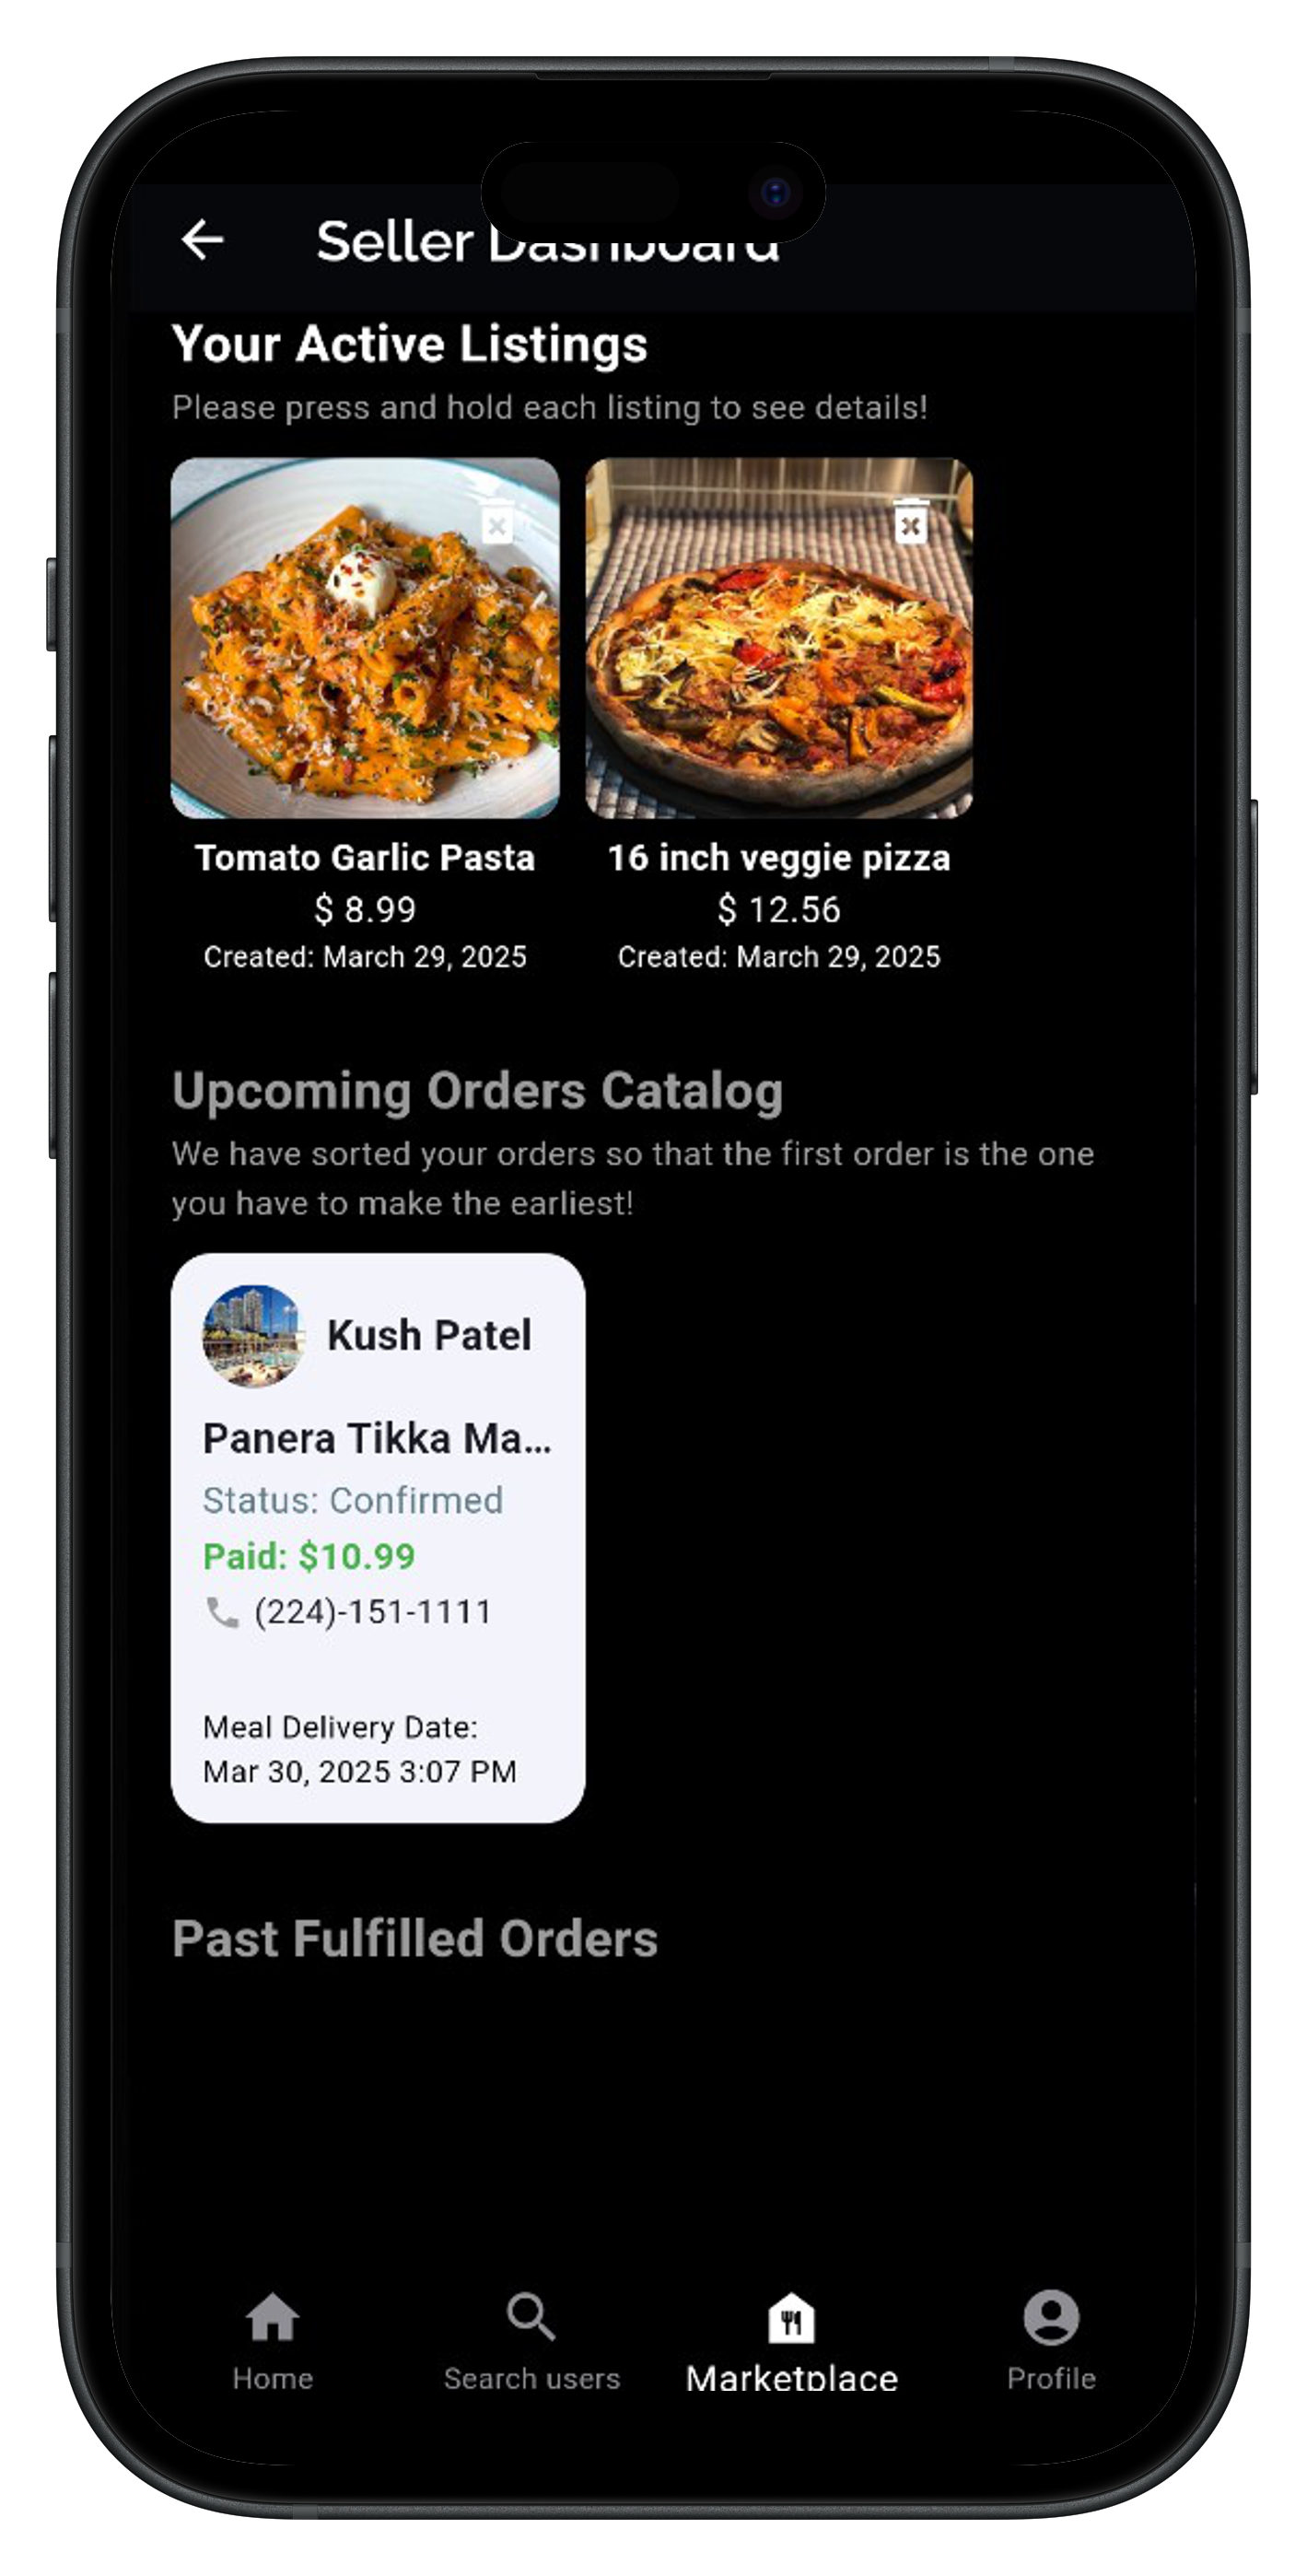 Seller Dashboard
Your Active Listings
Please press and hold each listing to see details!
Tomato Garlic Pasta
$ 8.99
Created: March 29, 2025
16 inch veggie pizza
$ 12.56
Created: March 29, 2025
Upcoming Orders Catalog
We have sorted your orders so that the first order is the one
you have to make the earliest!
Kush Patel
Panera Tikka Ma...
Status: Confirmed
Paid: $10.99
(224)-151-1111
Meal Delivery Date:
Mar 30, 2025 3:07 PM
Past Fulfilled Orders
Home
Search users
Marketplace
Profile